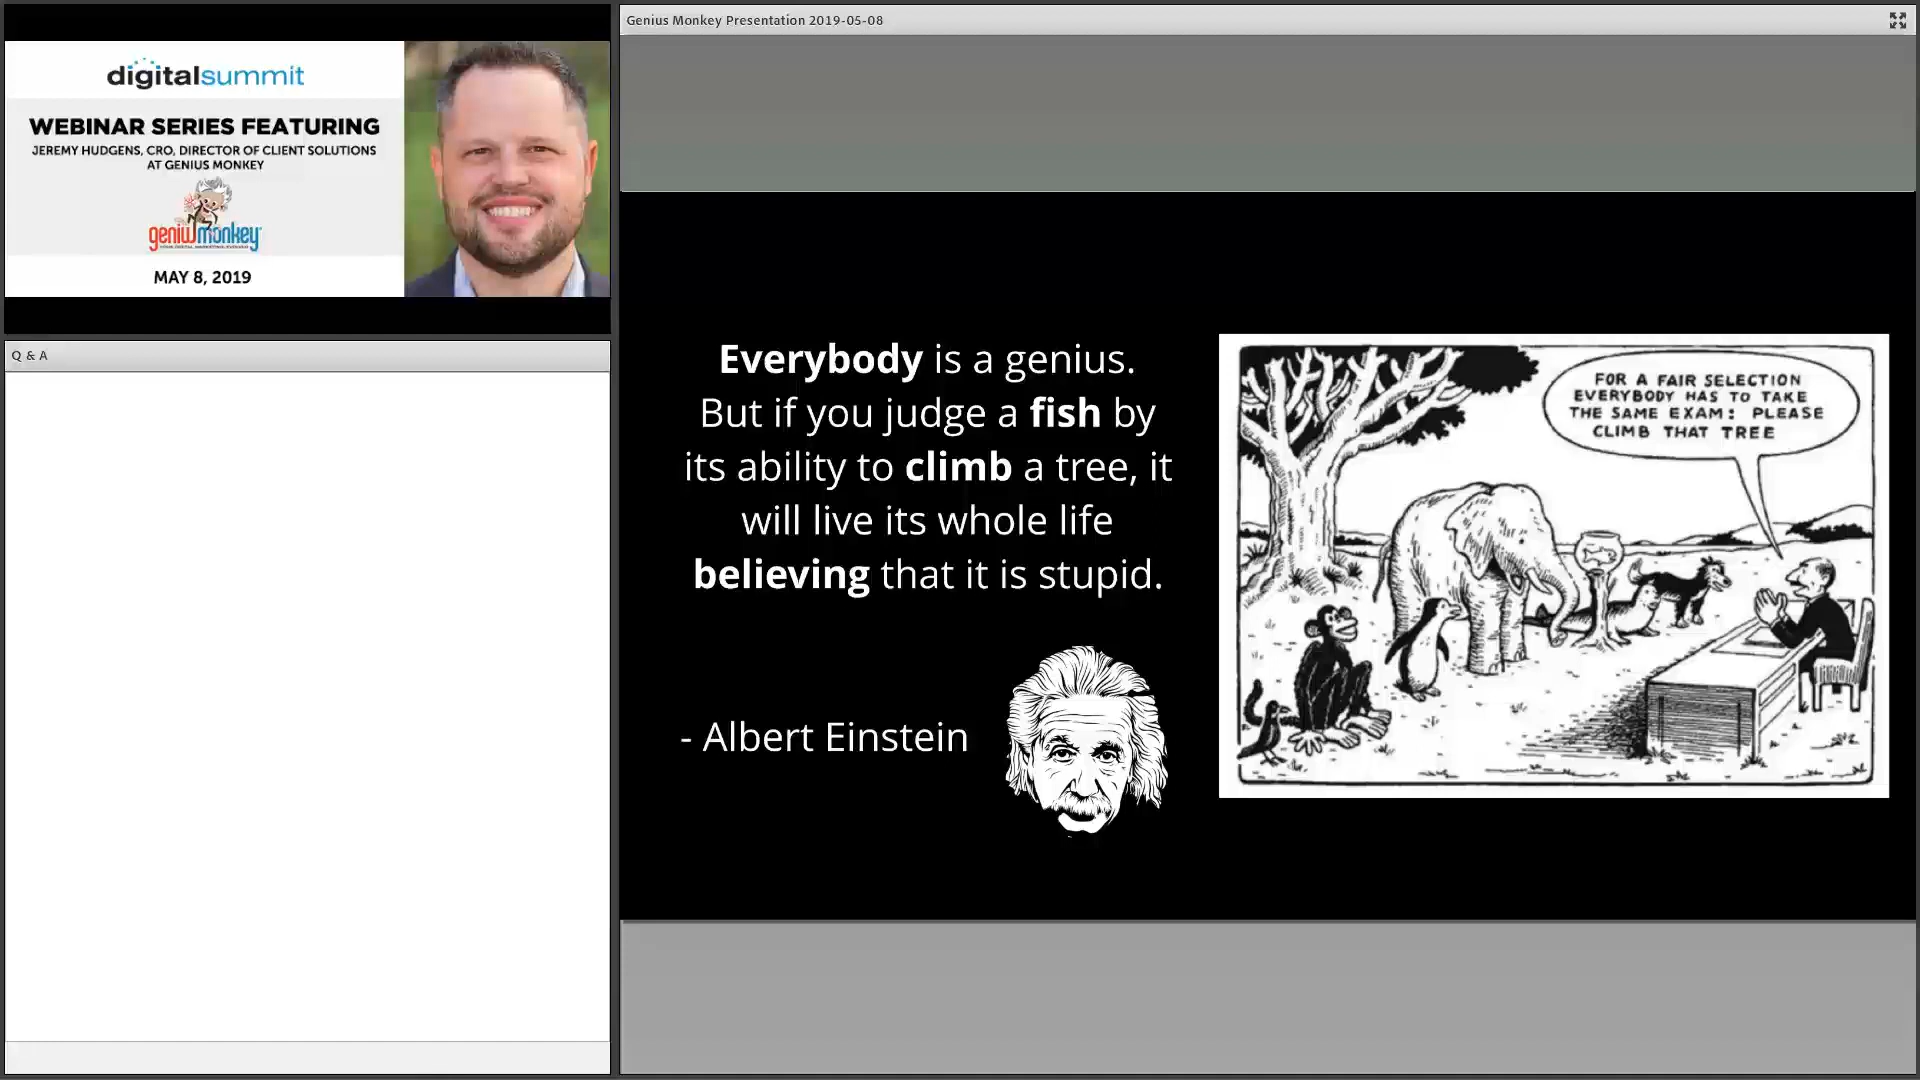 digitalsummit
WEBINAR SERIES FEATURING
JEREMY HUDGENS, CRO, DIRECTOR OF CLIENT SOLUTIONS
AT GENIUS MONKEY
genius monkey
MAY 8, 2019
Q & A
Genius Monkey Presentation 2019-05-08
Everybody is a genius.
But if you judge a fish by
its ability to climb a tree, it
will live its whole life
believing that it is stupid.
- Albert Einstein
FOR A FAIR SELECTION
EVERYBODY HAS TO TAKE
THE SAME EXAM: PLEASE
CLIMB THAT TREE